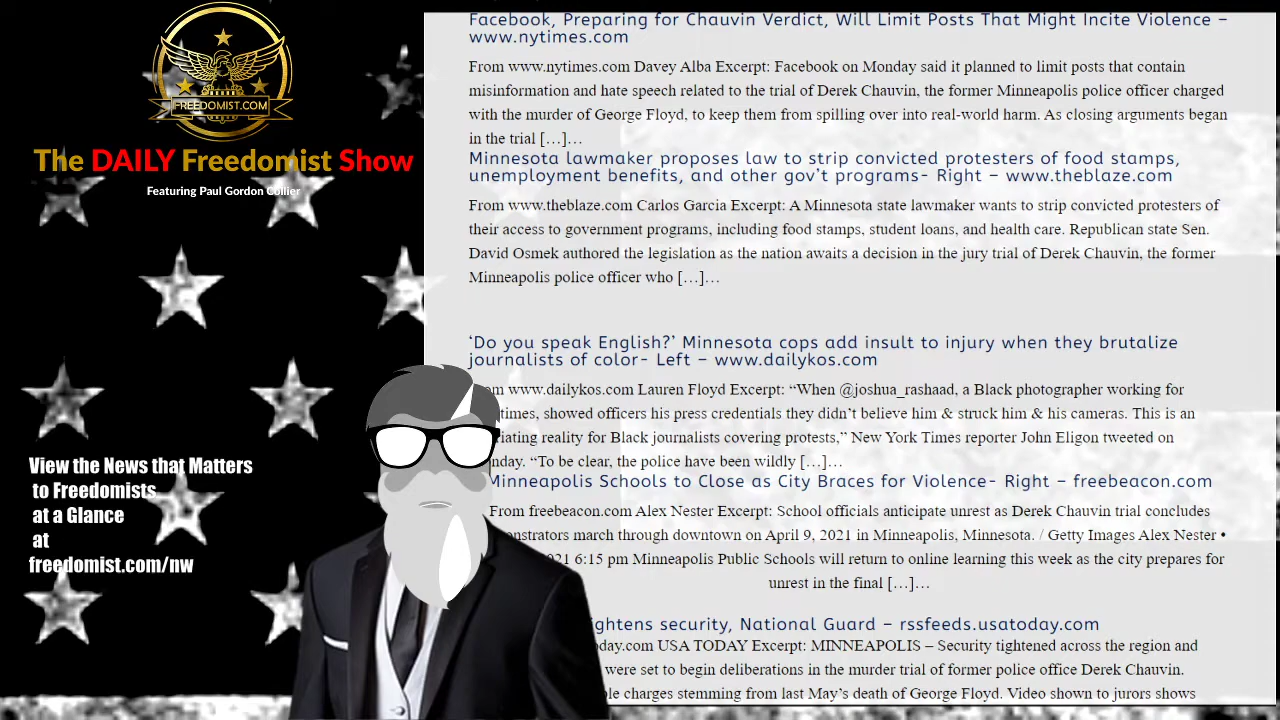 FREEDOMIST.COM
The DAILY Freedomist Show
Featuring Paul Gordon Collier
View the News that Matters
to Freedomists
at a Glance
at
freedomist.com/nw
Facebook, Preparing for Chauvin Verdict, Will Limit Posts That Might Incite Violence –
www.nytimes.com
From www.nytimes.com Davey Alba Excerpt: Facebook on Monday said it planned to limit posts that contain
misinformation and hate speech related to the trial of Derek Chauvin, the former Minneapolis police officer charged
with the murder of George Floyd, to keep them from spilling over into real-world harm. As closing arguments began
in the trial […]…
Minnesota lawmaker proposes law to strip convicted protesters of food stamps,
unemployment benefits, and other gov’t programs- Right – www.theblaze.com
From www.theblaze.com Carlos Garcia Excerpt: A Minnesota state lawmaker wants to strip convicted protesters of
their access to government programs, including food stamps, student loans, and health care. Republican state Sen.
David Osmek authored the legislation as the nation awaits a decision in the jury trial of Derek Chauvin, the former
Minneapolis police officer who […]…
‘Do you speak English?’ Minnesota cops add insult to injury when they brutalize
journalists of color- Left – www.dailykos.com
www.dailykos.com Lauren Floyd Excerpt: “When @joshua_rashaad, a Black photographer working for
times, showed officers his press credentials they didn’t believe him & struck him & his cameras. This is an
reality for Black journalists covering protests,” New York Times reporter John Eligon tweeted on
“To be clear, the police have been wildly […]…
Minneapolis Schools to Close as City Braces for Violence- Right – freebeacon.com
From freebeacon.com Alex Nester Excerpt: School officials anticipate unrest as Derek Chauvin trial concludes
march through downtown on April 9, 2021 in Minneapolis, Minnesota. / Getty Images Alex Nester •
6:15 pm Minneapolis Public Schools will return to online learning this week as the city prepares for
unrest in the final […]…
ightens security, National Guard – rssfeeds.usatoday.com
day.com USA TODAY Excerpt: MINNEAPOLIS – Security tightened across the region and
were set to begin deliberations in the murder trial of former police office Derek Chauvin.
charges stemming from last May’s death of George Floyd. Video shown to jurors shows